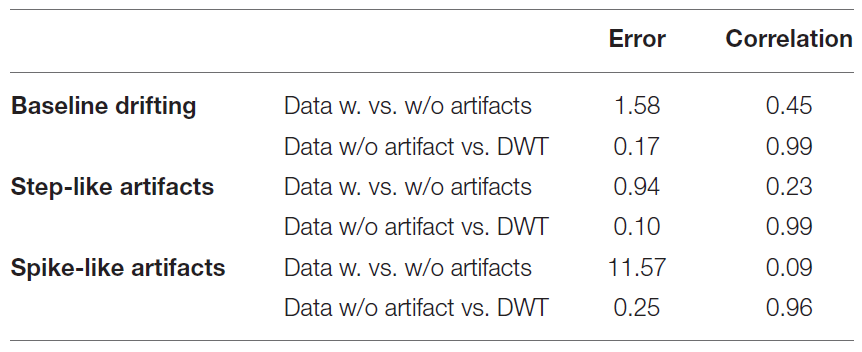 Error Correlation
Baseline drifting Data w. vs. w/o artifacts 1.58 0.45
Data w/o artifact vs. DWT 0.17 0.99
Step-like artifacts Data w. vs. w/o artifacts 0.94 0.23
Data w/o artifact vs. DWT 0.10 0.99
Spike-like artifacts Data w. vs. w/o artifacts 11.57 0.09
Data w/o artifact vs. DWT 0.25 0.96